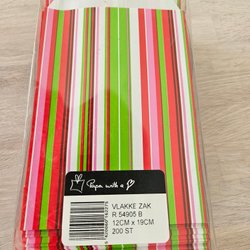 Paper with a
VLAKKE ZAK
R 54905 B
12CM x 19CM
200 ST